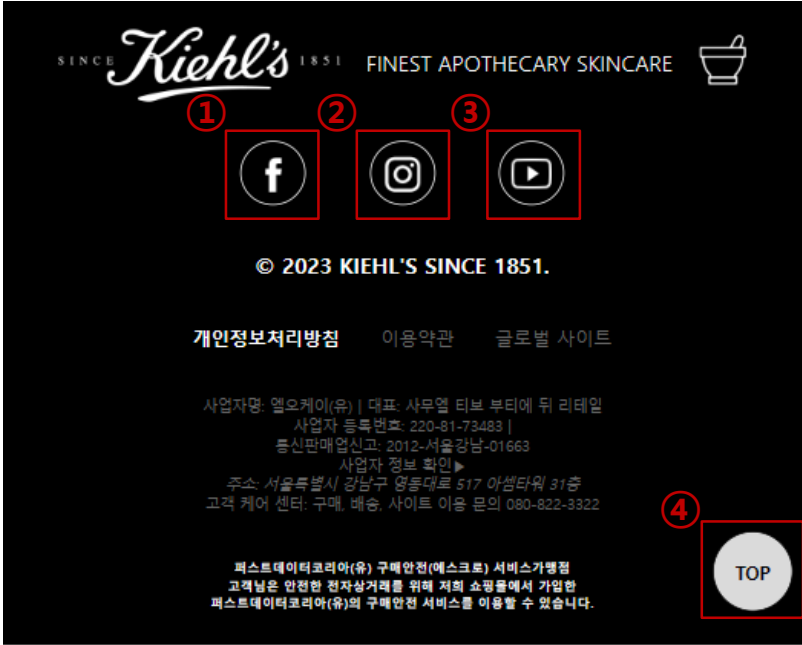 SINCE Kiehl's 1851 FINEST APOTHECARY SKINCARE
① ② ③
© 2023 KIEHL'S SINCE 1851.
개인정보처리방침 이용약관 글로벌 사이트
사업자명: 엘오케이(유) | 대표: 사무엘 티보 부티에 뒤 리테일
사업자 등록번호: 220-81-73483 |
통신판매업신고: 2012-서울강남-01663
사업자 정보 확인▶
주소: 서울특별시 강남구 영동대로 517 아셈타워 31층
고객 케어 센터: 구매, 배송, 사이트 이용 문의 080-822-3322
④
TOP
퍼스트데이터코리아(유) 구매안전(에스크로) 서비스가맹점
고객님은 안전한 전자상거래를 위해 저희 쇼핑몰에서 가입한
퍼스트데이터코리아(유)의 구매안전 서비스를 이용할 수 있습니다.